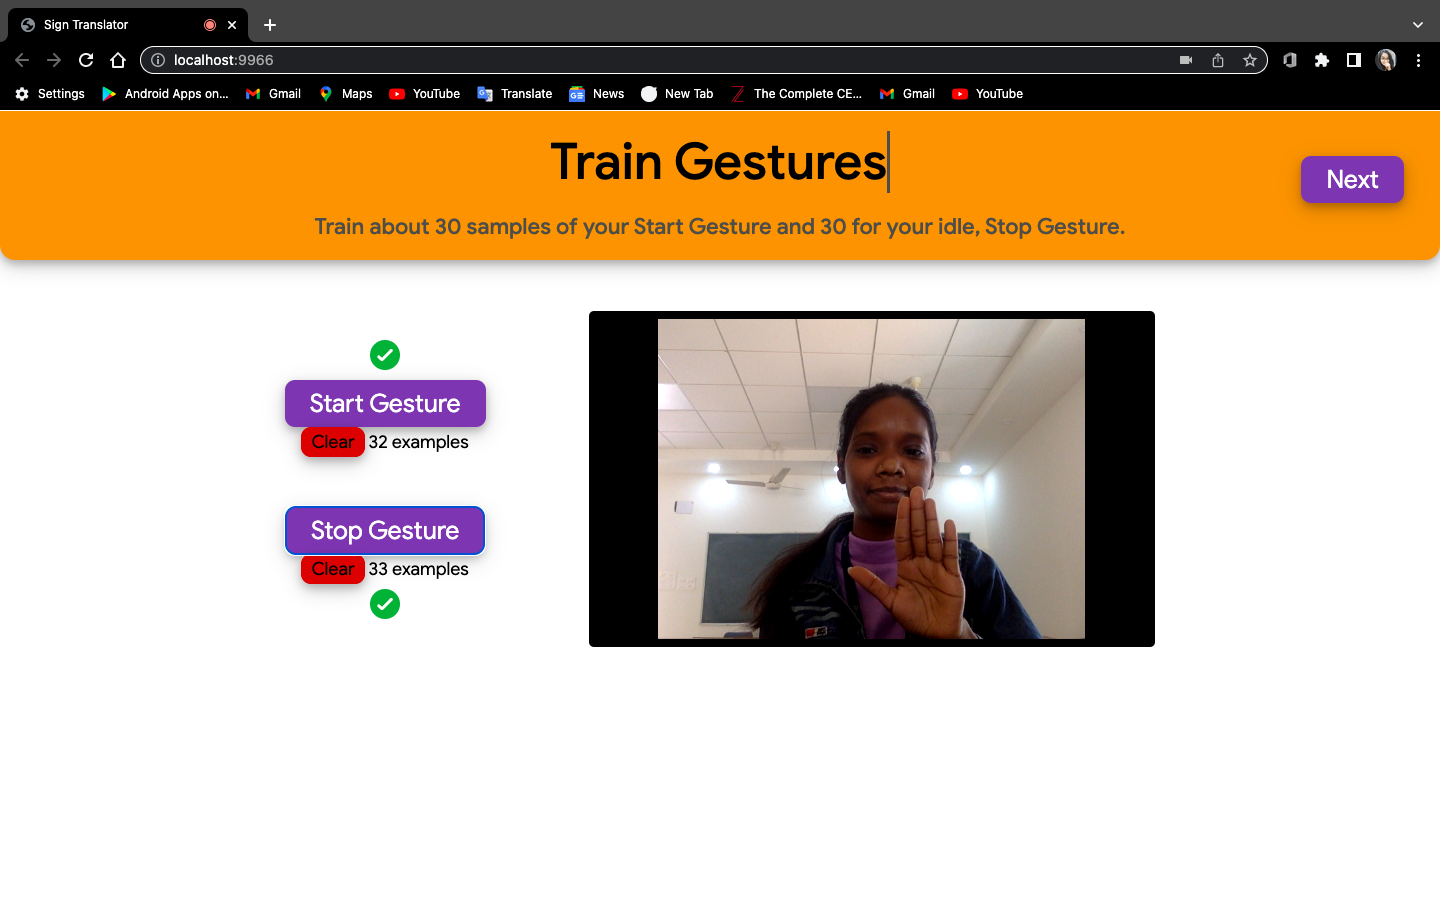 Sign Translator
localhost:9966
Settings Android Apps on... Gmail Maps YouTube Translate News New Tab The Complete CE... Gmail YouTube
Train Gestures
Next
Train about 30 samples of your Start Gesture and 30 for your idle, Stop Gesture.
Start Gesture
Clear 32 examples
Stop Gesture
Clear 33 examples